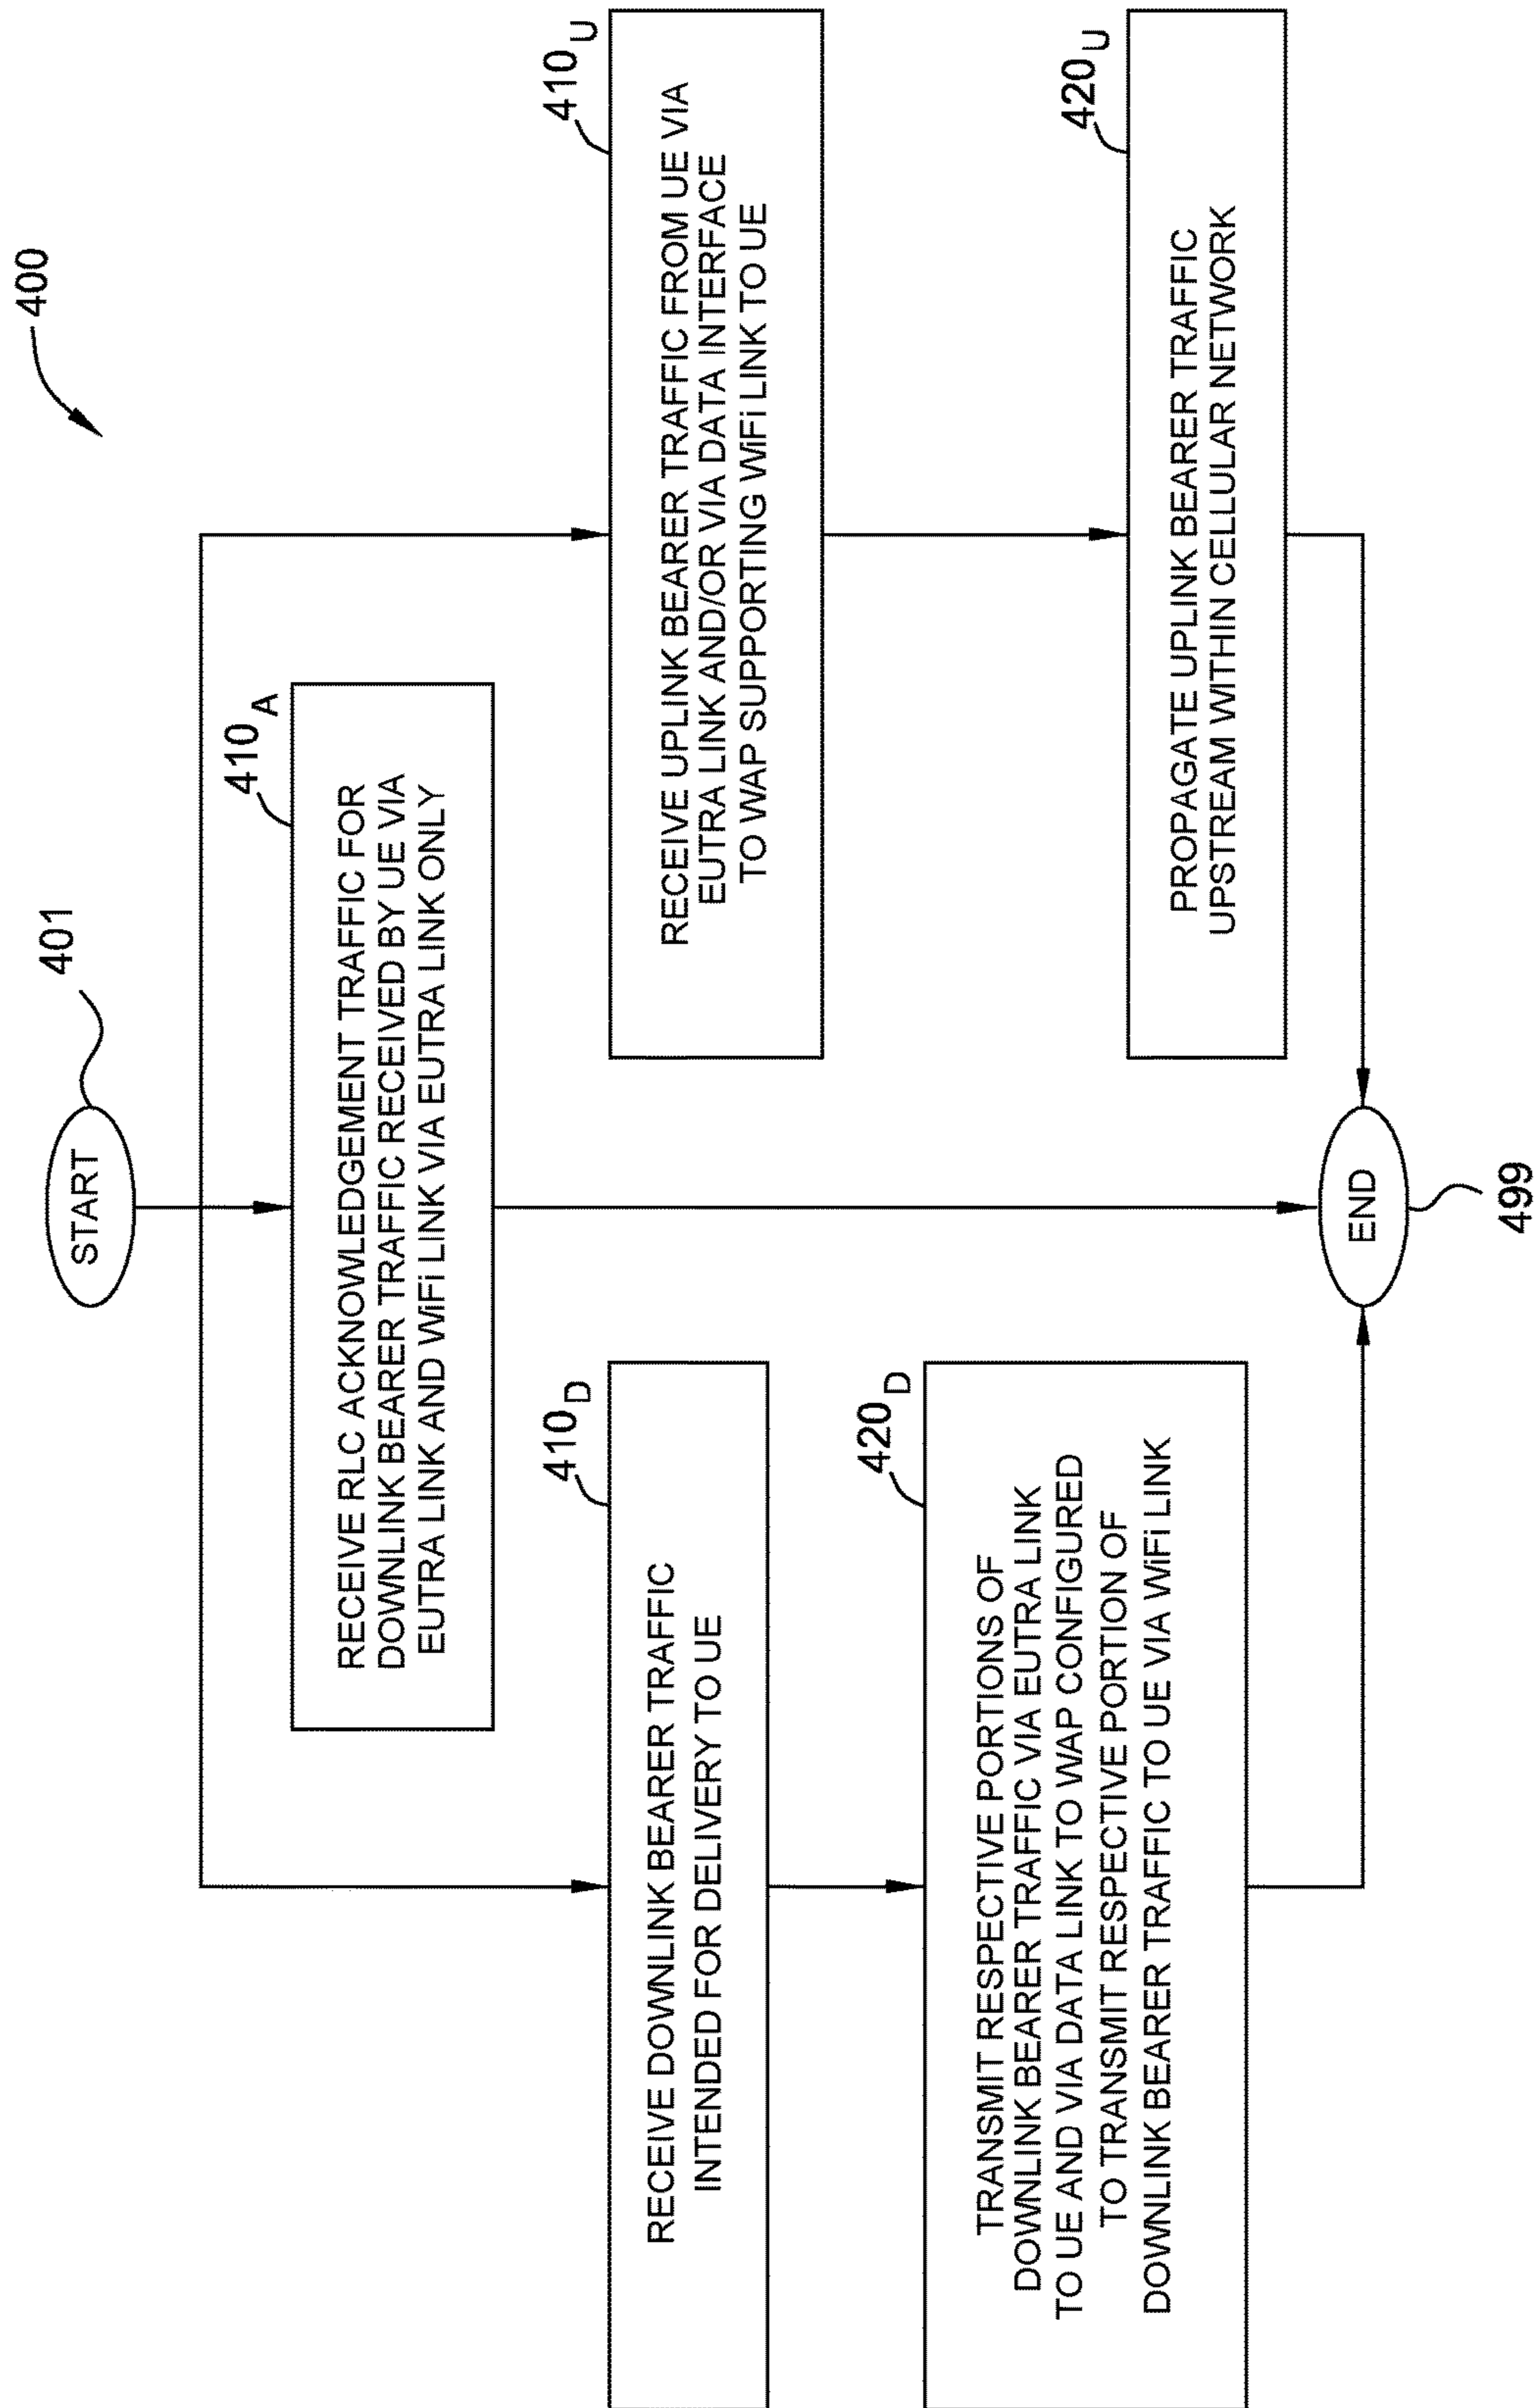 400
START
401
410A
RECEIVE RLC ACKNOWLEDGEMENT TRAFFIC FOR
DOWNLINK BEARER TRAFFIC RECEIVED BY UE VIA
EUTRA LINK AND WiFi LINK VIA EUTRA LINK ONLY
410D
RECEIVE DOWNLINK BEARER TRAFFIC
INTENDED FOR DELIVERY TO UE
420D
TRANSMIT RESPECTIVE PORTIONS OF
DOWNLINK BEARER TRAFFIC VIA EUTRA LINK
TO UE AND VIA DATA LINK TO WAP CONFIGURED
TO TRANSMIT RESPECTIVE PORTION OF
DOWNLINK BEARER TRAFFIC TO UE VIA WiFi LINK
410U
RECEIVE UPLINK BEARER TRAFFIC FROM UE VIA
EUTRA LINK AND/OR VIA DATA INTERFACE
TO WAP SUPPORTING WiFi LINK TO UE
420U
PROPAGATE UPLINK BEARER TRAFFIC
UPSTREAM WITHIN CELLULAR NETWORK
END
499